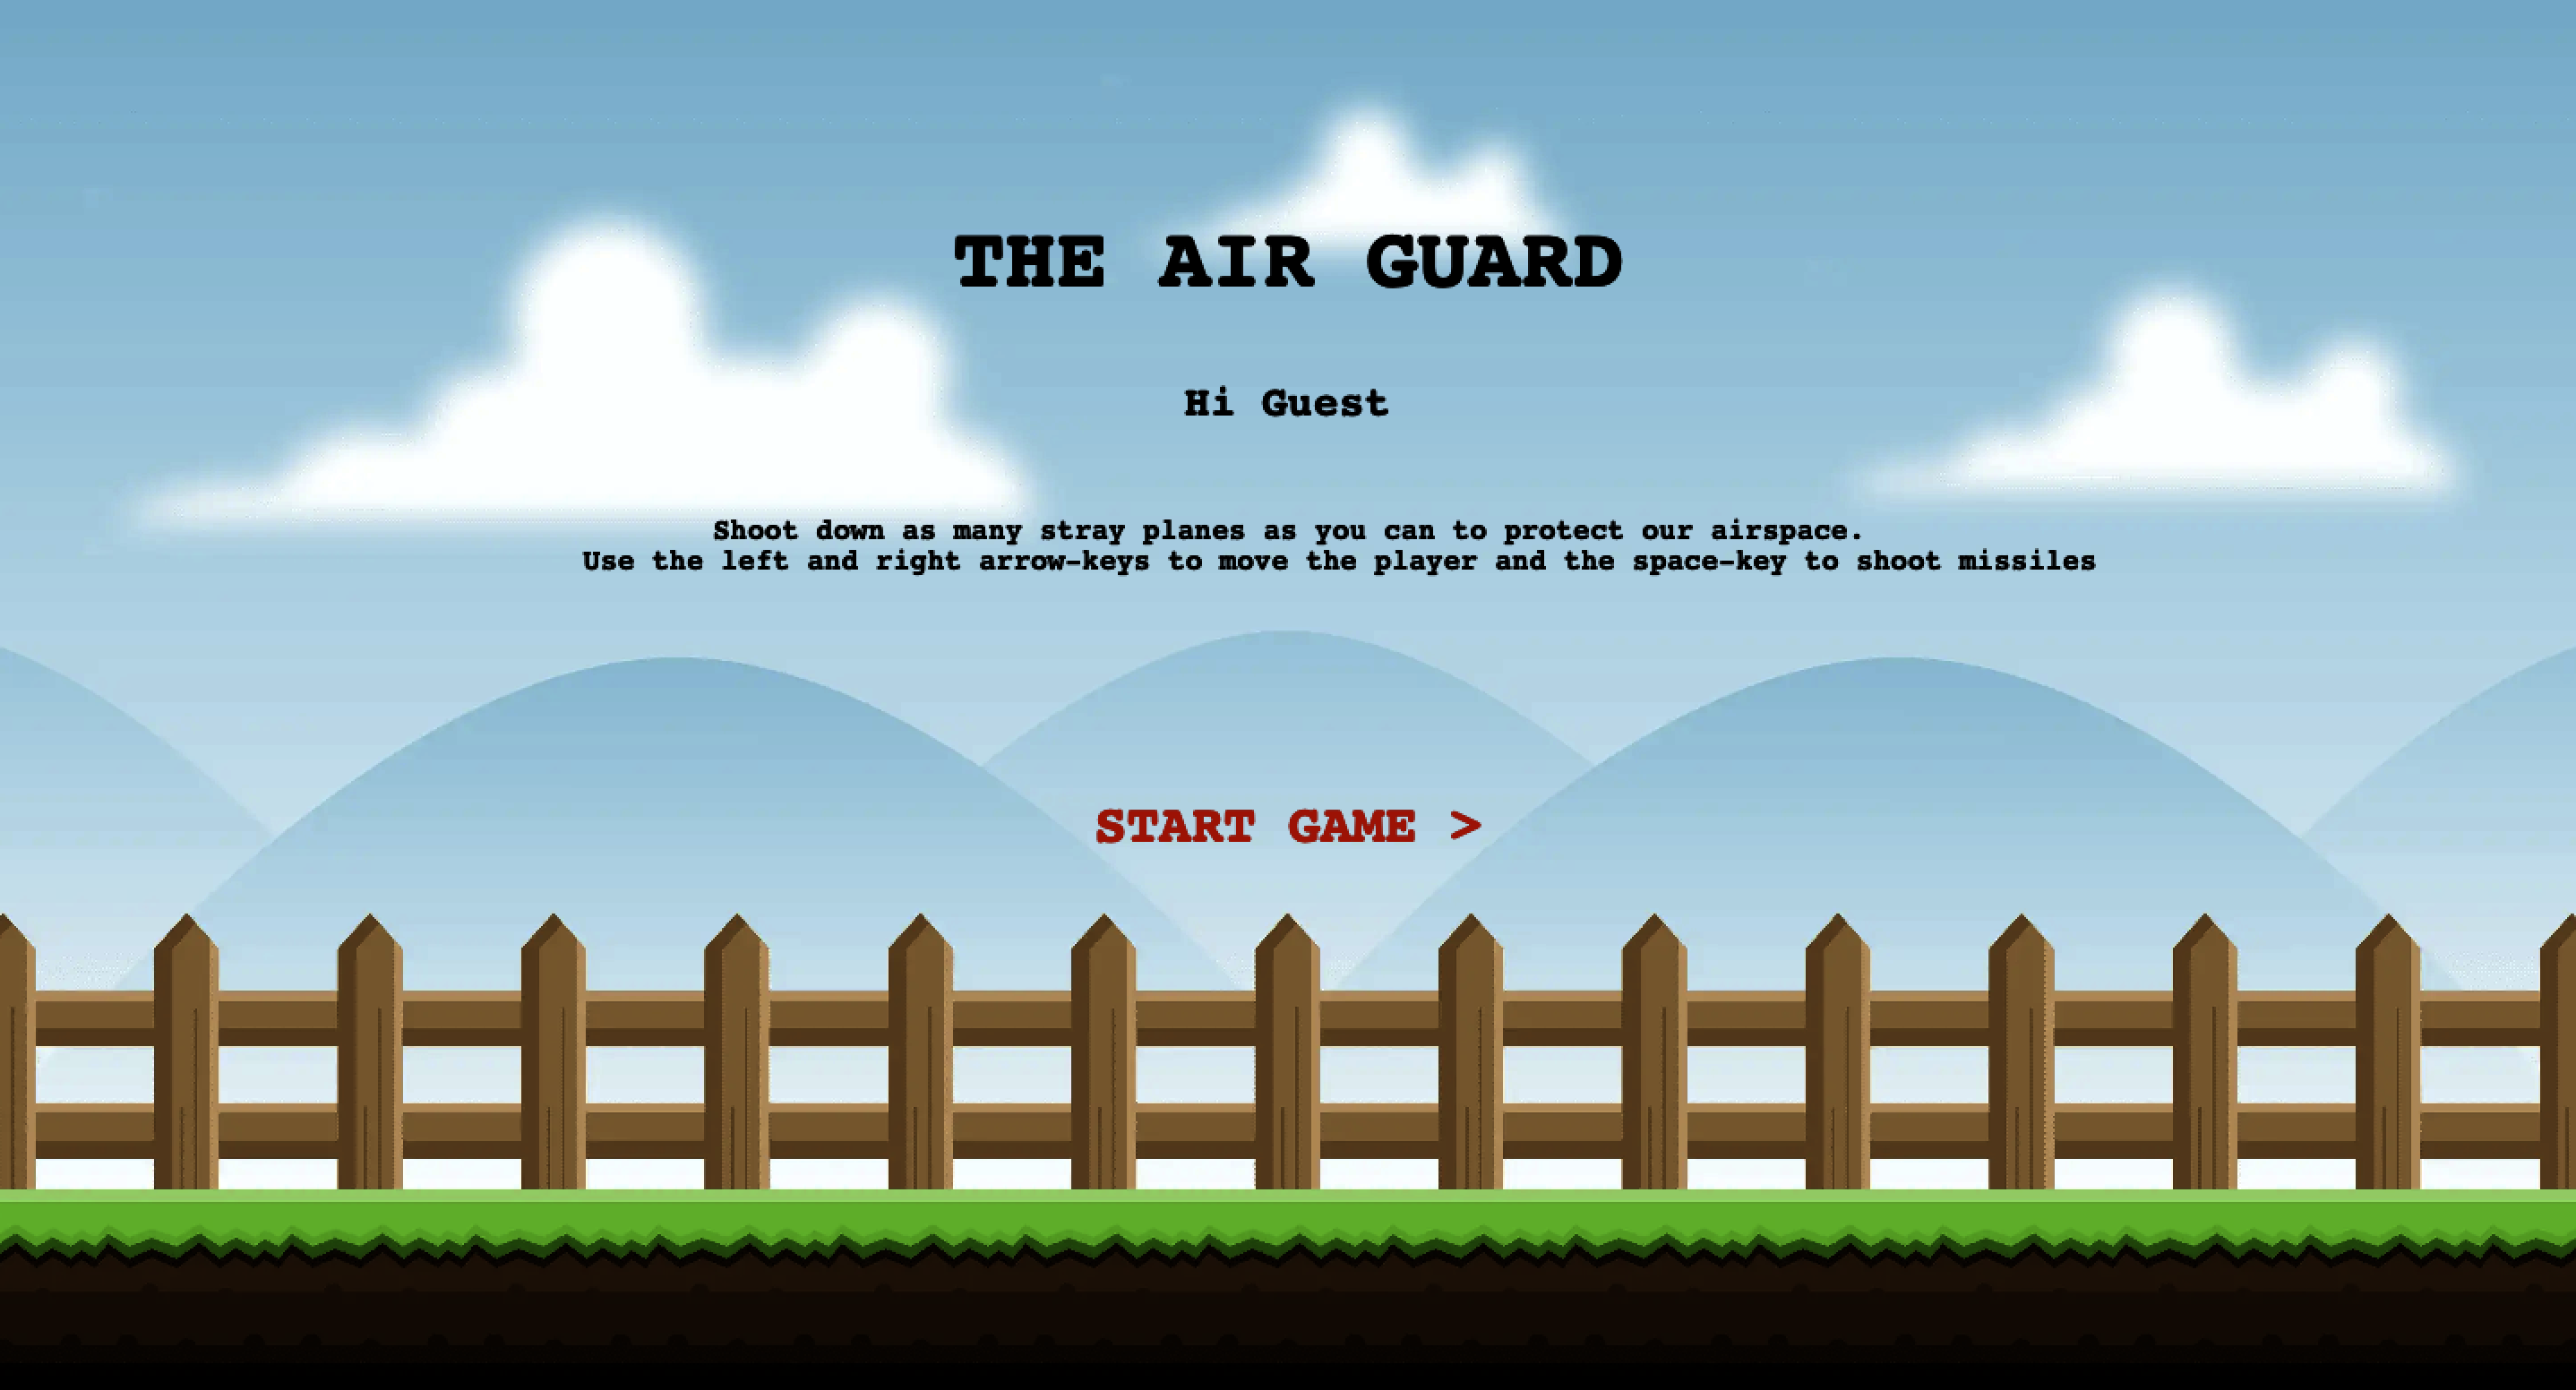 THE AIR GUARD
Hi Guest
Shoot down as many stray planes as you can to protect our airspace.
Use the left and right arrow-keys to move the player and the space-key to shoot missiles
START GAME >